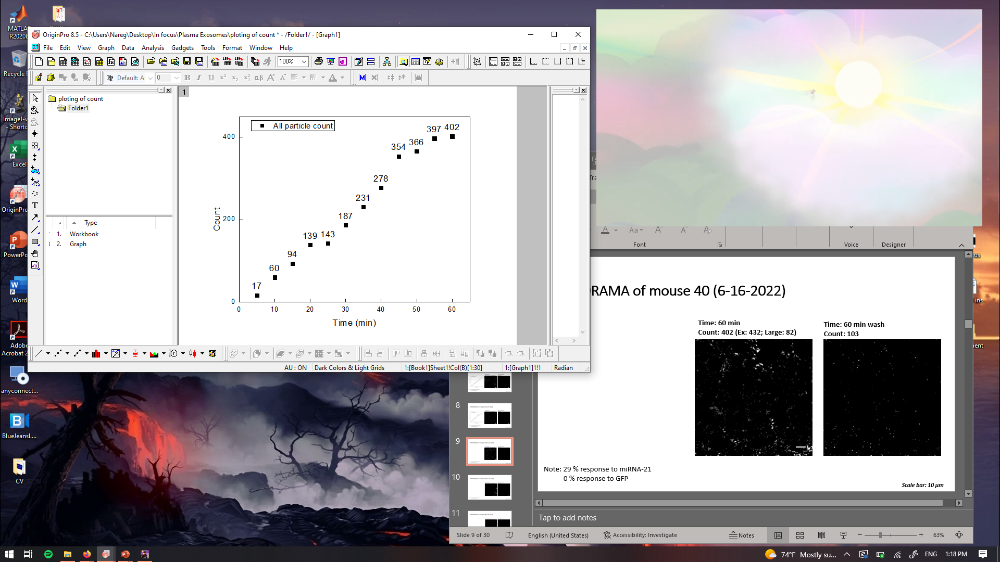 MATLAB
R2020b
Recycle
ImageJ-w
- Shortc
Excel
OriginPro
PowerPo
Word
Adobe
Acrobat
anyconnect...
BlueJeansL...
CV
OriginPro 8.5 - C:\Users\Nareg\Desktop\In focus\Plasma Exosomes\ploting of count * - /Folder1/ - [Graph1]
File Edit View Graph Data Analysis Gadgets Tools Format Window Help
100%
Default: A 0
B I U αβ A
ploting of count
Folder1
Type
1. Workbook
2. Graph
1
All particle count
17
60
94
139
143
187
231
278
354
366
397
402
Count
0
200
400
0 10 20 30 40 50 60
Time (min)
AU : ON Dark Colors & Light Grids 1:[Book1]Sheet1!Col(B)[1:30] 1:[Graph1]1!1 Radian
Tra
Font Voice Designer
8
9
10
11
RAMA of mouse 40 (6-16-2022)
Time: 60 min
Count: 402 (Ex: 432; Large: 82)
Time: 60 min wash
Count: 103
Note: 29 % response to miRNA-21
0 % response to GFP
Scale bar: 10 µm
Tap to add notes
Slide 9 of 30 English (United States) Accessibility: Investigate Notes 63%
us
ins
ent
74°F Mostly su... ENG 1:18 PM